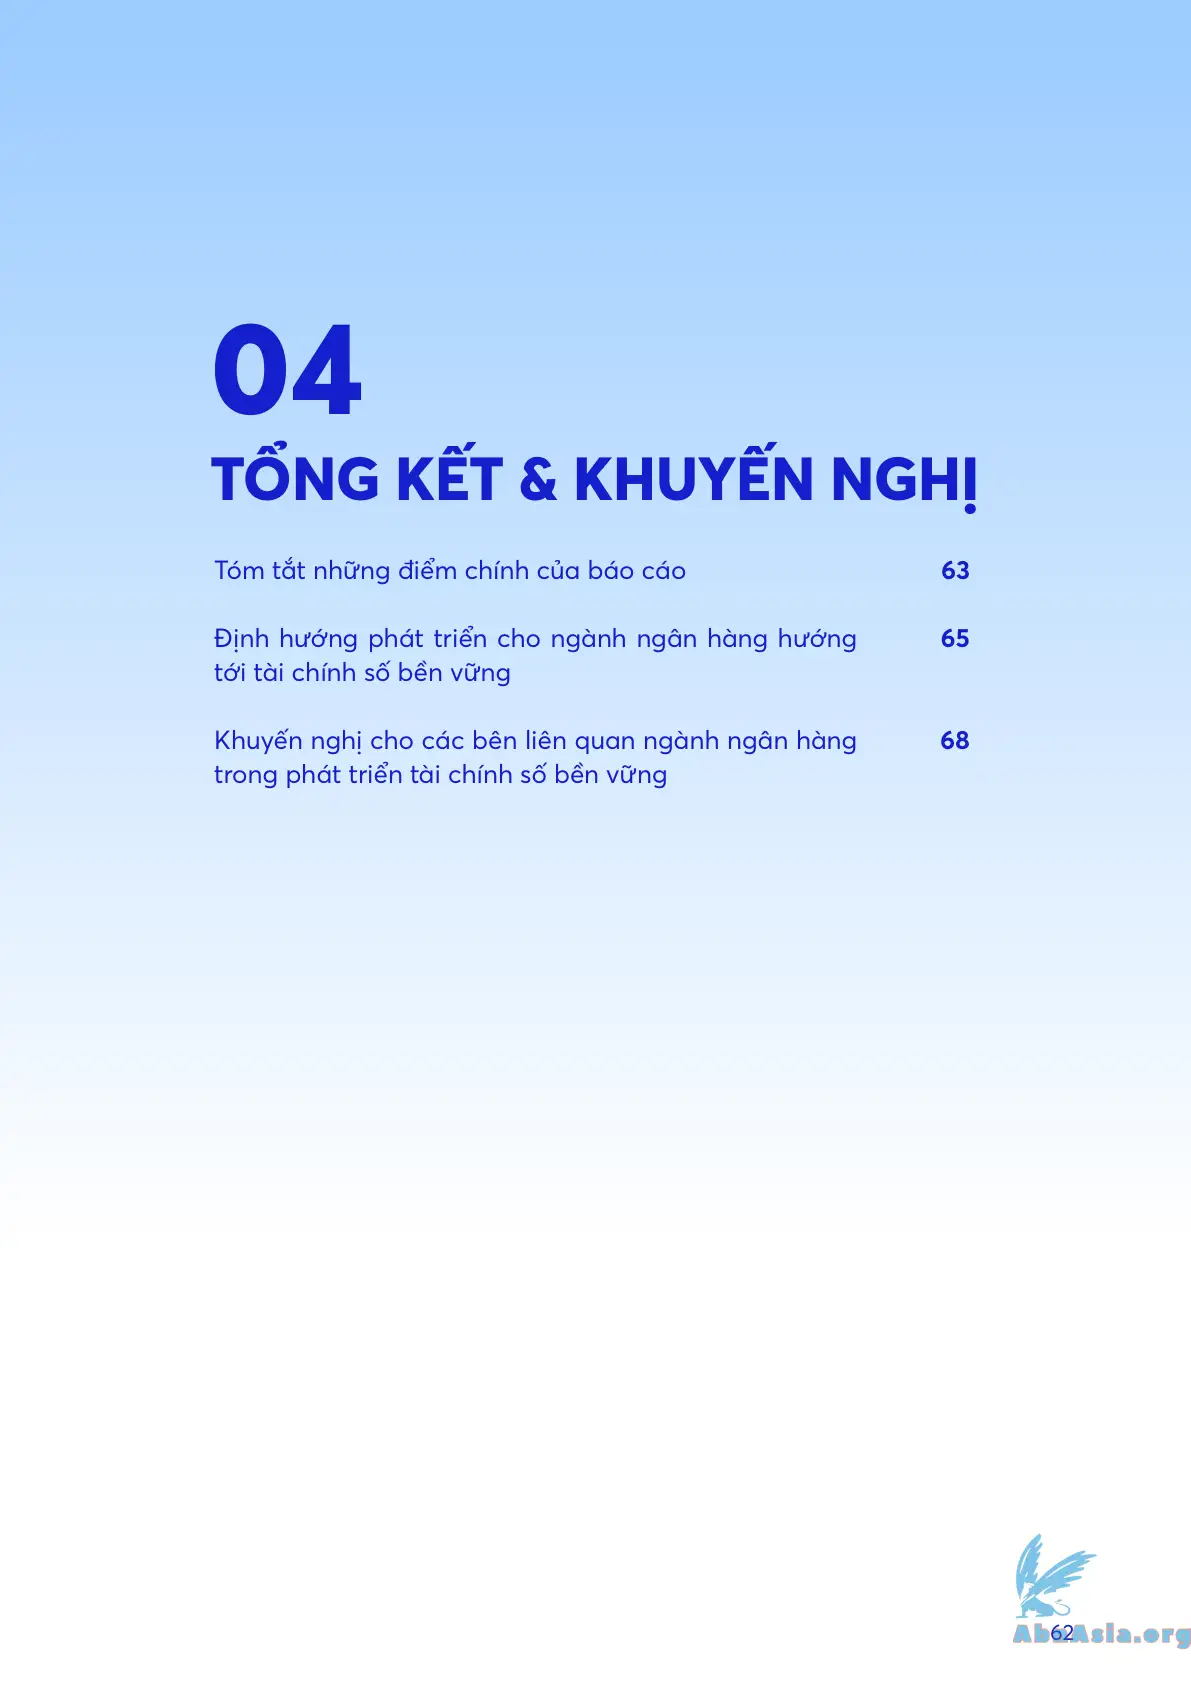 04
TỔNG KẾT & KHUYẾN NGHỊ
Tóm tắt những điểm chính của báo cáo 63
Định hướng phát triển cho ngành ngân hàng hướng 65
tới tài chính số bền vững
Khuyến nghị cho các bên liên quan ngành ngân hàng 68
trong phát triển tài chính số bền vững
62